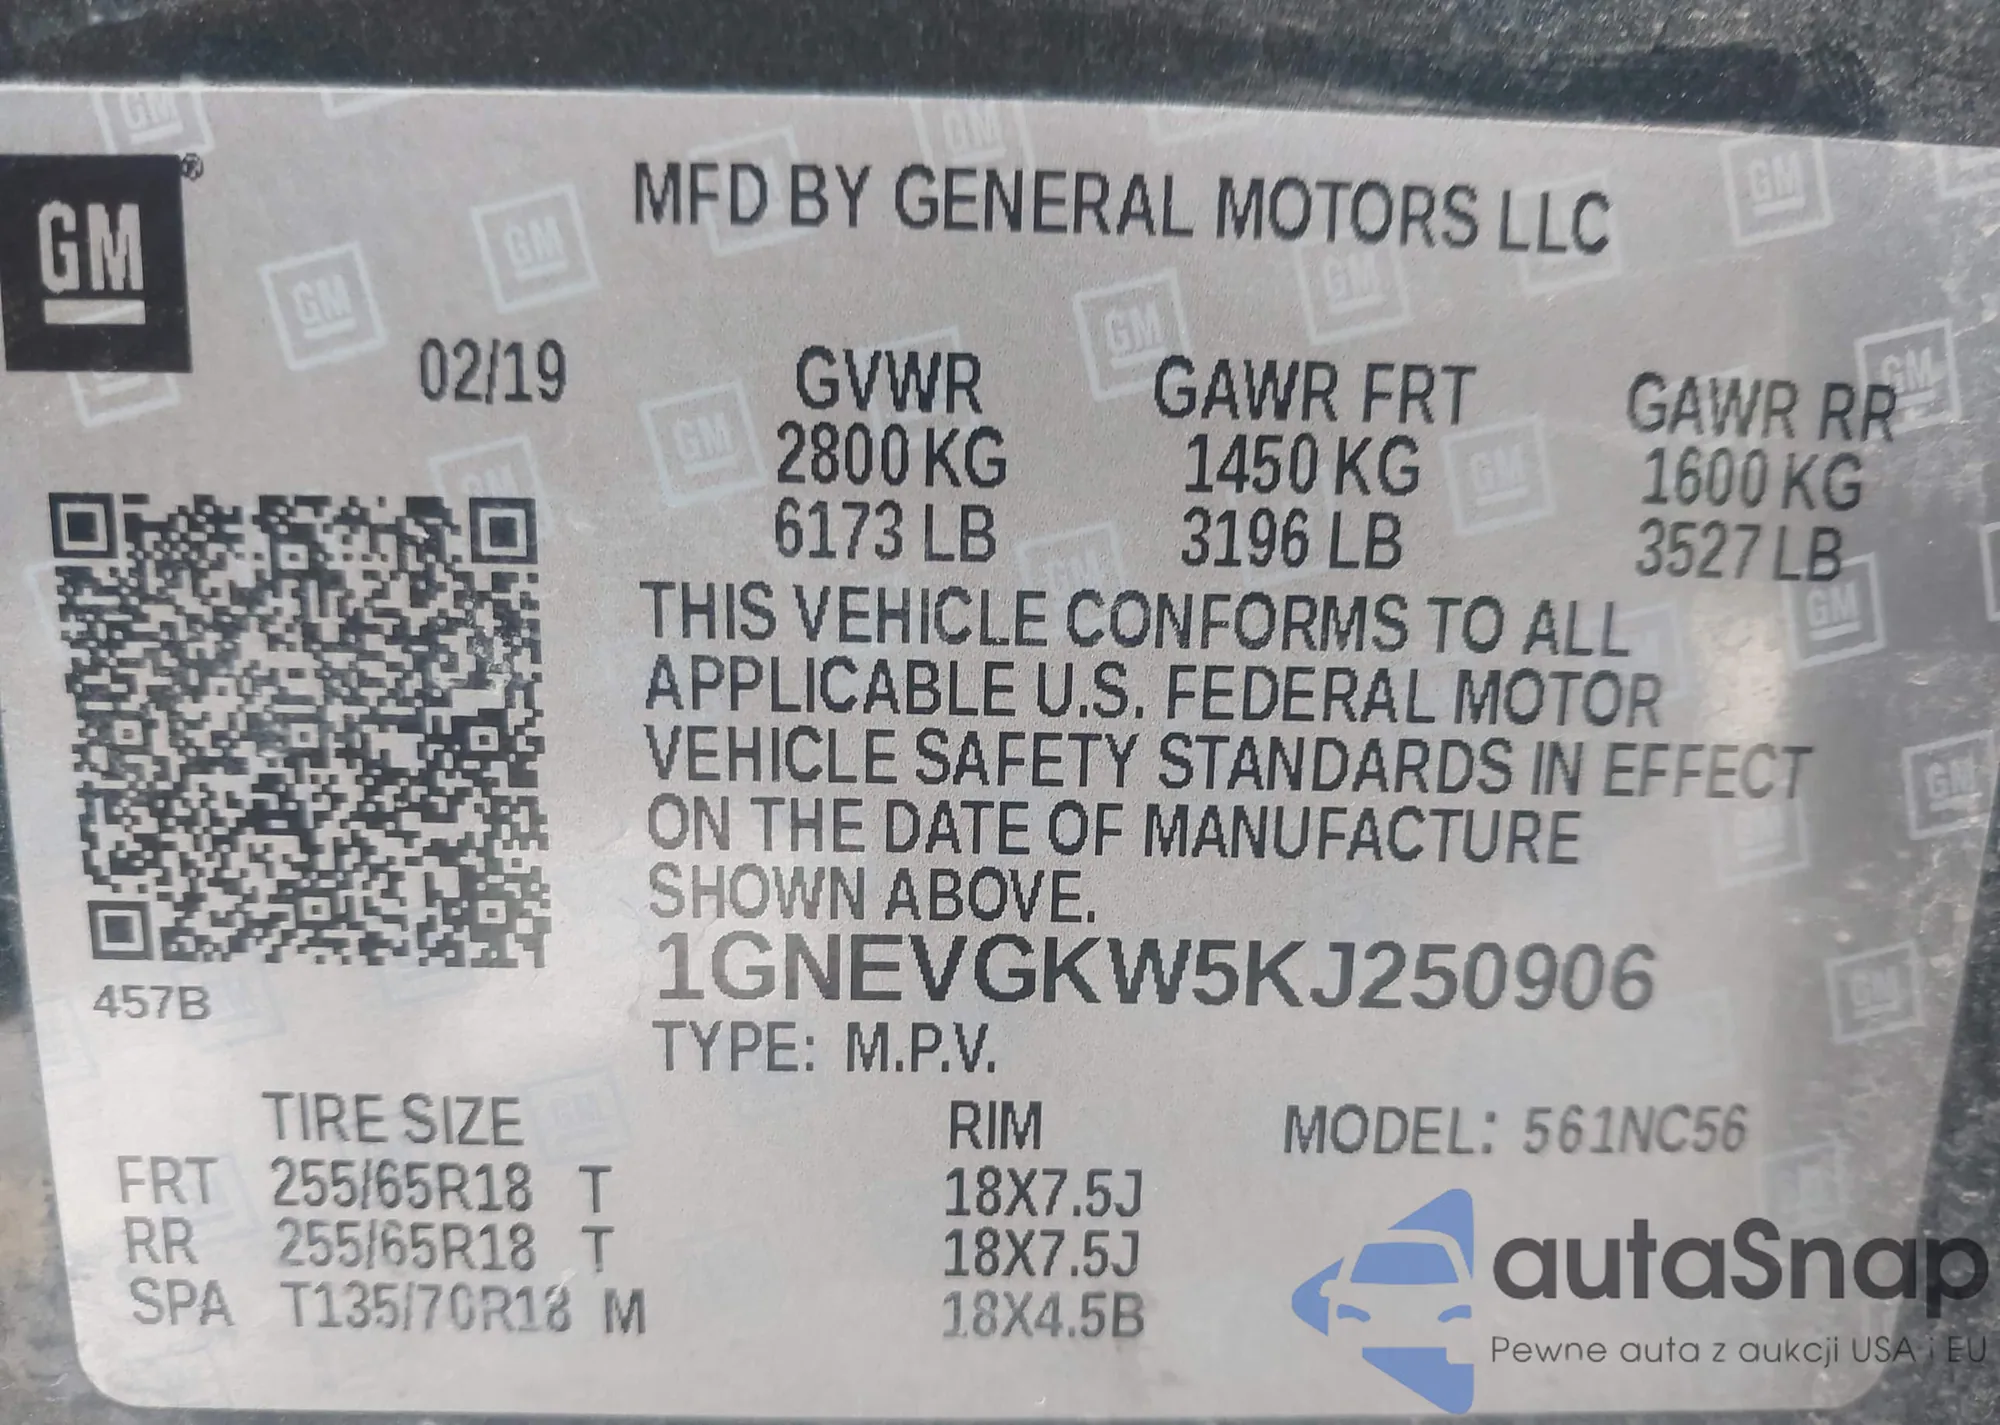 GM®
MFD BY GENERAL MOTORS LLC
02/19 GVWR GAWR FRT GAWR RR
2800 KG 1450 KG 1600 KG
6173 LB 3196 LB 3527 LB
THIS VEHICLE CONFORMS TO ALL
APPLICABLE U.S. FEDERAL MOTOR
VEHICLE SAFETY STANDARDS IN EFFECT
ON THE DATE OF MANUFACTURE
SHOWN ABOVE.
1GNEVGKW5KJ250906
457B
TYPE: M.P.V.
TIRE SIZE RIM MODEL: 561NC56
FRT 255/65R18 T 18X7.5J
RR 255/65R18 T 18X7.5J
SPA T135/70R18 M 18X4.5B
autaSnap
Pewne auta z aukcji USA i EU